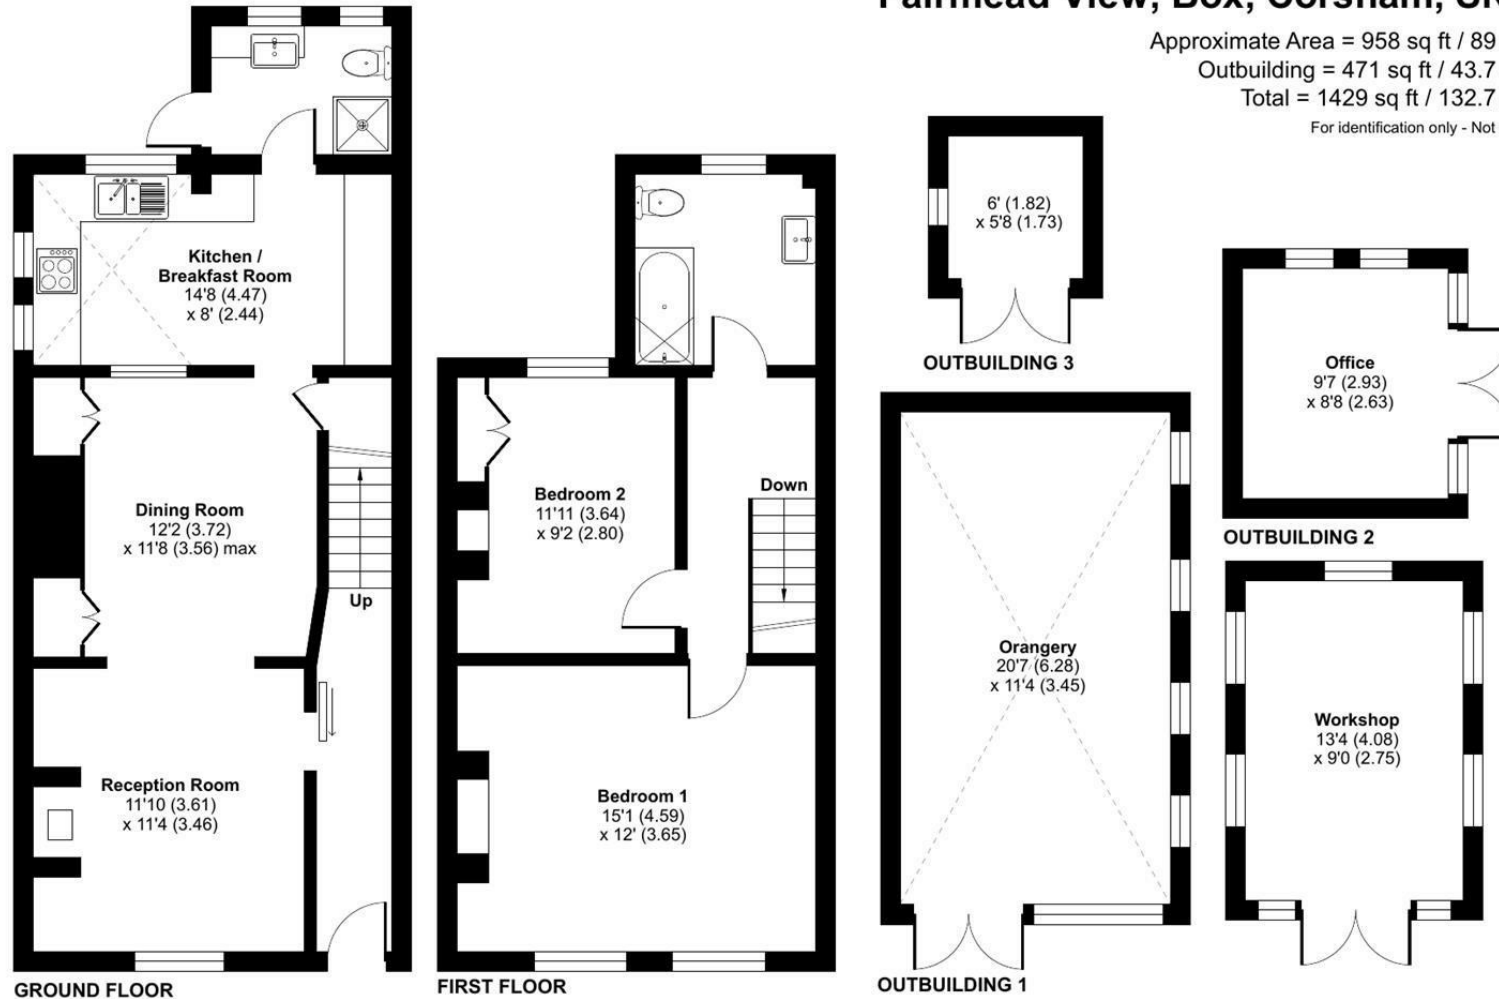 Approximate Area = 958 sq ft / 89
Outbuilding = 471 sq ft / 43.7
Total = 1429 sq ft / 132.7
For identification only - Not
Kitchen /
Breakfast Room
14'8 (4.47)
x 8' (2.44)
Dining Room
12'2 (3.72)
x 11'8 (3.56) max
Up
Reception Room
11'10 (3.61)
x 11'4 (3.46)
GROUND FLOOR
Bedroom 2
11'11 (3.64)
x 9'2 (2.80)
Down
Bedroom 1
15'1 (4.59)
x 12' (3.65)
FIRST FLOOR
6' (1.82)
x 5'8 (1.73)
OUTBUILDING 3
Orangery
20'7 (6.28)
x 11'4 (3.45)
OUTBUILDING 1
Office
9'7 (2.93)
x 8'8 (2.63)
OUTBUILDING 2
Workshop
13'4 (4.08)
x 9'0 (2.75)